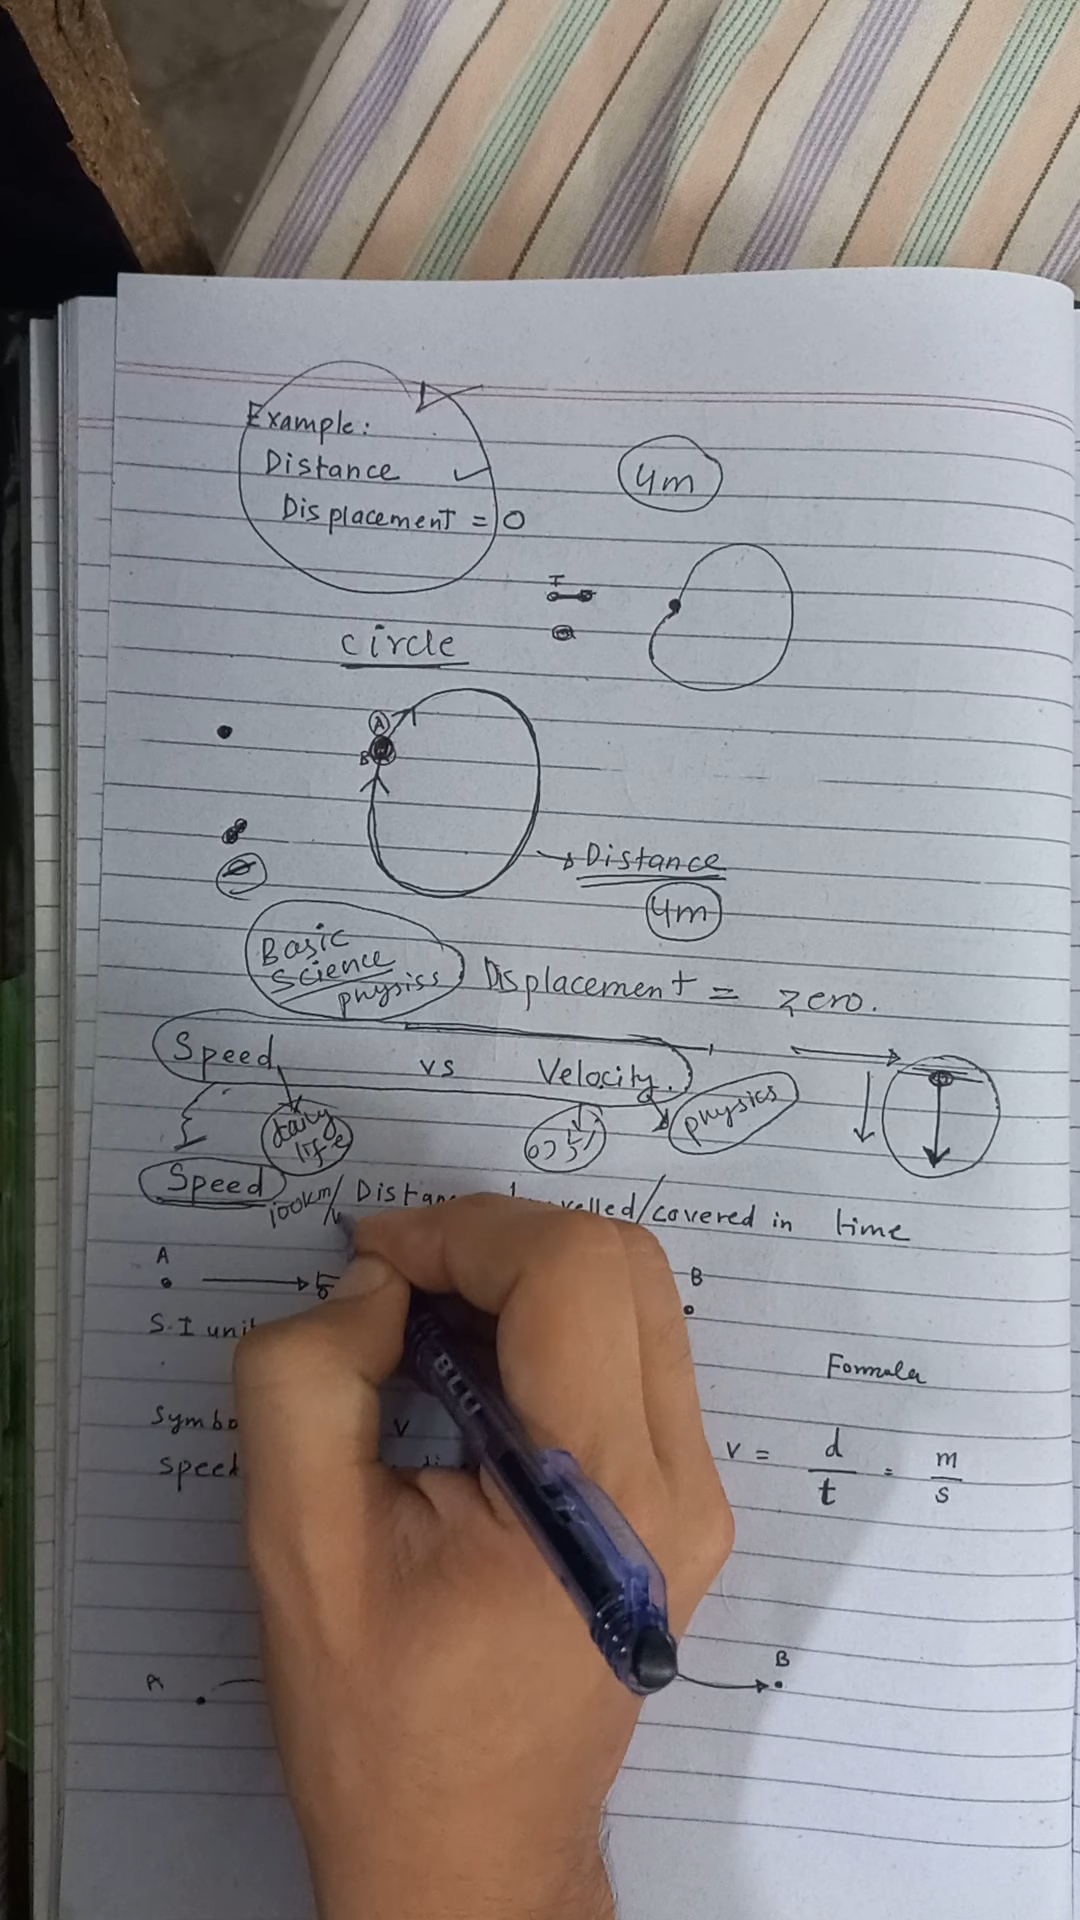 Example:
Distance
Displacement = 0
4m
I
circle
A
B
Distance
4m
Basic
Science
physics
Displacement = zero.
Speed vs Velocity.
daily
life
physics
Speed
100km/
Distan
velled/covered in time
A
B
S.I unit
Formula
Symbo
V
v = d/t = m/s
speed
BLU
A
B